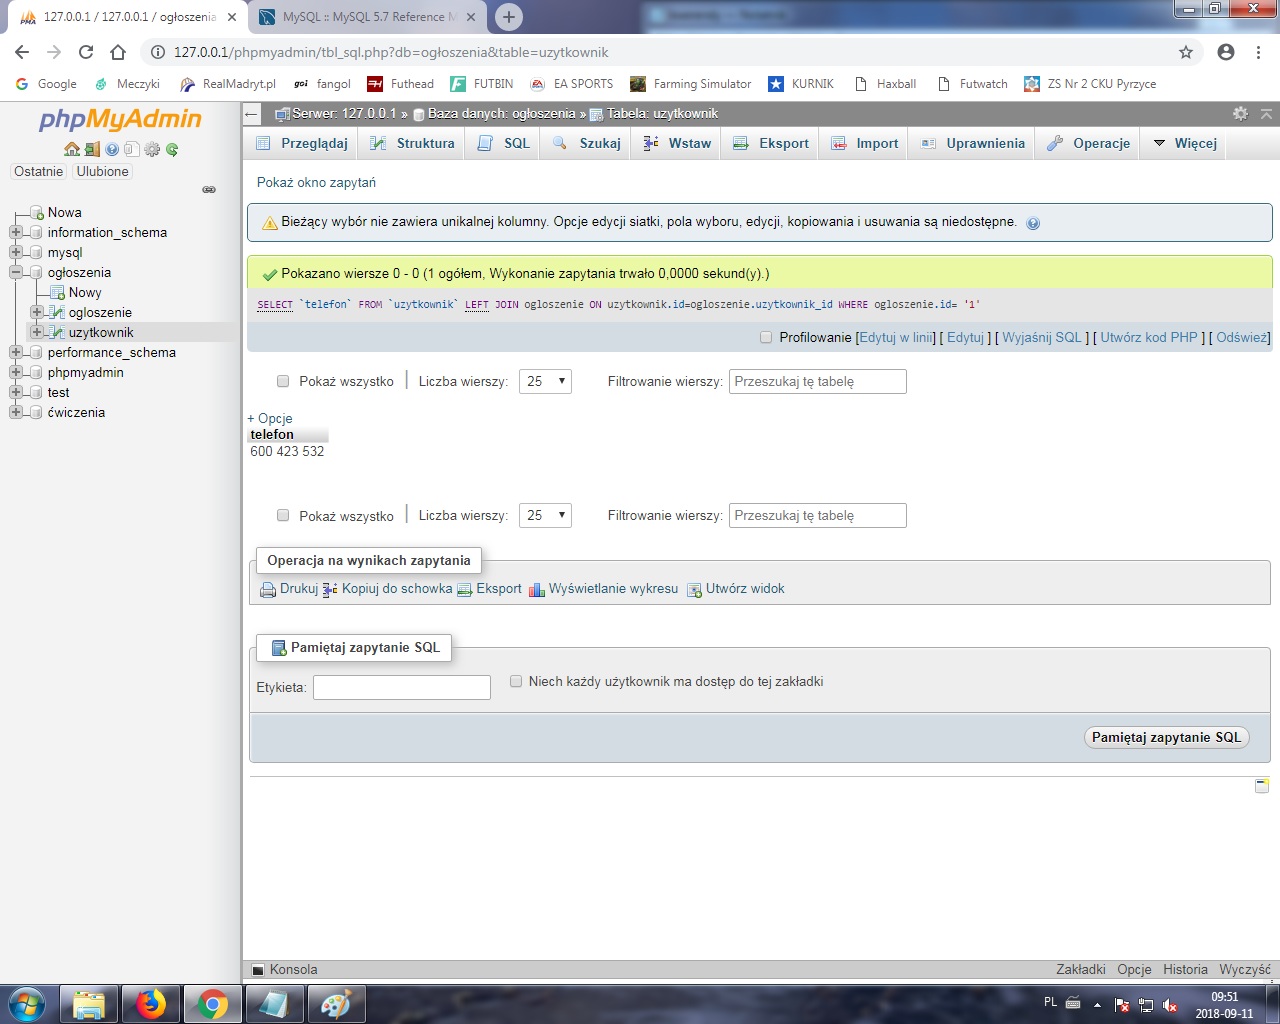 127.0.0.1 / 127.0.0.1 / ogłoszenia
MySQL :: MySQL 5.7 Reference M
127.0.0.1/phpmyadmin/tbl_sql.php?db=ogłoszenia&table=uzytkownik
Google Meczyki RealMadryt.pl goi! fangol Futhead FUTBIN EA SPORTS Farming Simulator KURNIK Haxball Futwatch ZS Nr 2 CKU Pyrzyce
phpMyAdmin
Ostatnie Ulubione
Nowa
information_schema
mysql
ogłoszenia
Nowy
ogloszenie
uzytkownik
performance_schema
phpmyadmin
test
ćwiczenia
Serwer: 127.0.0.1 » Baza danych: ogłoszenia » Tabela: uzytkownik
Przeglądaj Struktura SQL Szukaj Wstaw Eksport Import Uprawnienia Operacje Więcej
Pokaż okno zapytań
Bieżący wybór nie zawiera unikalnej kolumny. Opcje edycji siatki, pola wyboru, edycji, kopiowania i usuwania są niedostępne.
Pokazano wiersze 0 - 0 (1 ogółem, Wykonanie zapytania trwało 0,0000 sekund(y).)
SELECT `telefon` FROM `uzytkownik` LEFT JOIN ogloszenie ON uzytkownik.id=ogloszenie.uzytkownik_id WHERE ogloszenie.id= '1'
Profilowanie [Edytuj w linii] [ Edytuj ] [ Wyjaśnij SQL ] [ Utwórz kod PHP ] [ Odśwież]
Pokaż wszystko Liczba wierszy: 25 Filtrowanie wierszy: Przeszukaj tę tabelę
+ Opcje
telefon
600 423 532
Pokaż wszystko Liczba wierszy: 25 Filtrowanie wierszy: Przeszukaj tę tabelę
Operacja na wynikach zapytania
Drukuj Kopiuj do schowka Eksport Wyświetlanie wykresu Utwórz widok
Pamiętaj zapytanie SQL
Etykieta: Niech każdy użytkownik ma dostęp do tej zakładki
Pamiętaj zapytanie SQL
Konsola Zakładki Opcje Historia Wyczyść
PL
09:51
2018-09-11